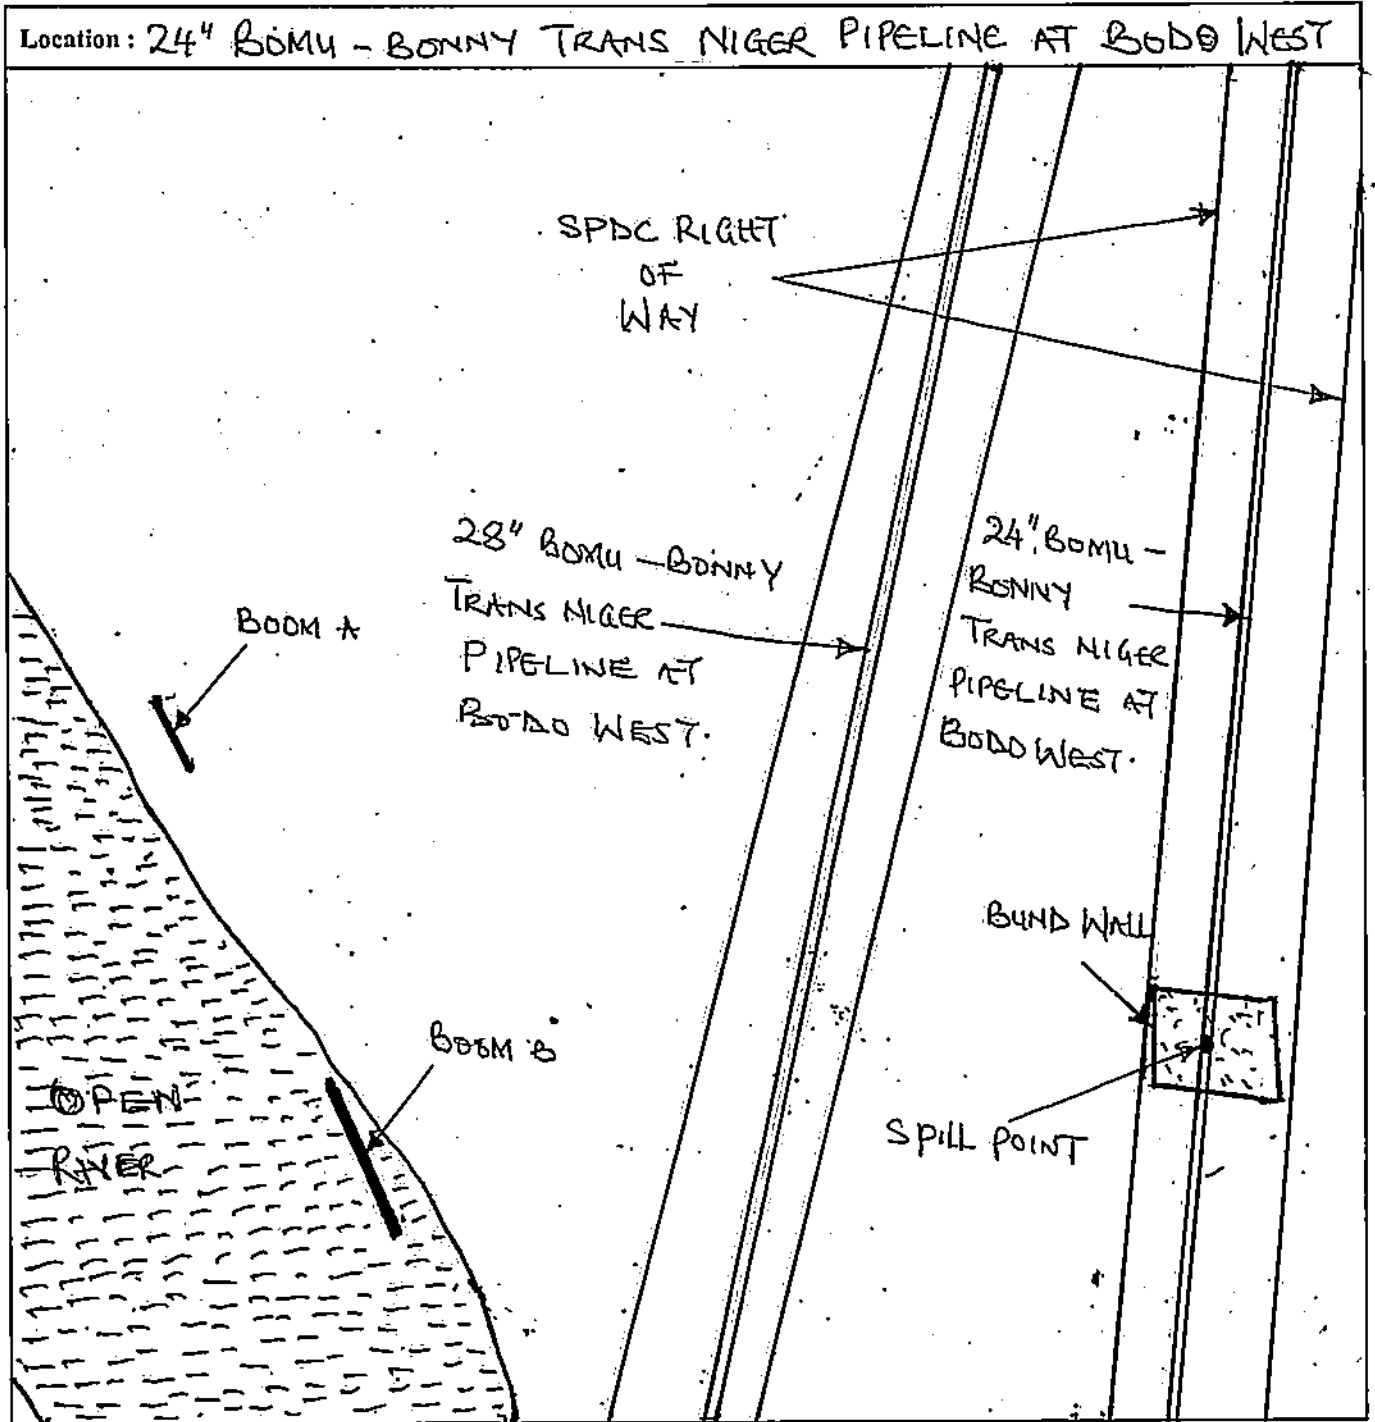 Location : 24" BOMU - BONNY TRANS NIGER PIPELINE AT BODO WEST
SPDC RIGHT
OF
WAY
28" BOMU - BONNY
TRANS NIGER
PIPELINE AT
BODO WEST.
24" BOMU -
BONNY
TRANS NIGER
PIPELINE AT
BODO WEST.
BOOM A
BUND WALL
BOOM B
OPEN
RIVER
SPILL POINT